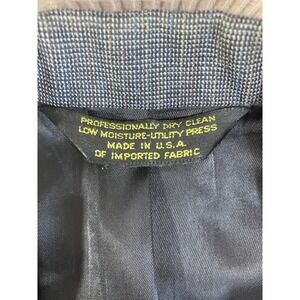 PROFESSIONALLY DRY CLEAN
LOW MOISTURE-UTILITY PRESS
MADE IN U.S.A.
OF IMPORTED FABRIC